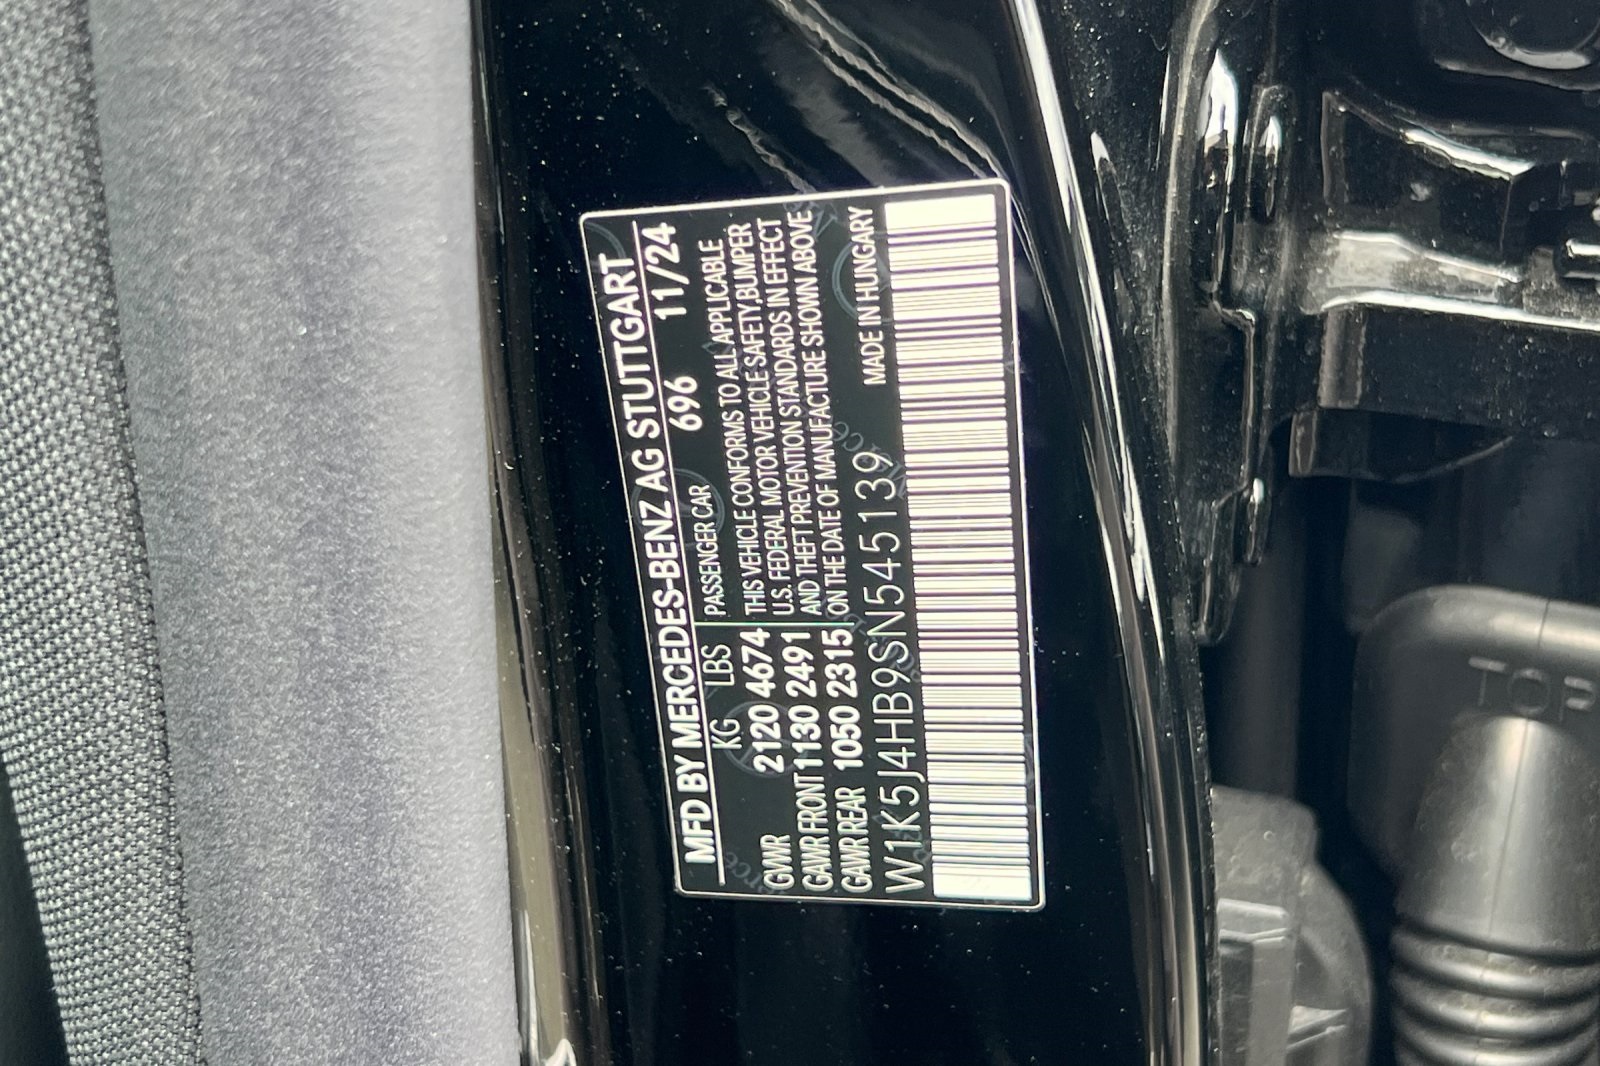 MFD BY MERCEDES-BENZ AG STUTTGART
696 11/24
KG LBS PASSENGER CAR
GWR 2120 4674
GAWR FRONT 1130 2491
GAWR REAR 1050 2315
THIS VEHICLE CONFORMS TO ALL APPLICABLE
U.S. FEDERAL MOTOR VEHICLE SAFETY,BUMPER
AND THEFT PREVENTION STANDARDS IN EFFECT
ON THE DATE OF MANUFACTURE SHOWN ABOVE
MADE IN HUNGARY
W1K5J4HB9SN545139
TOP